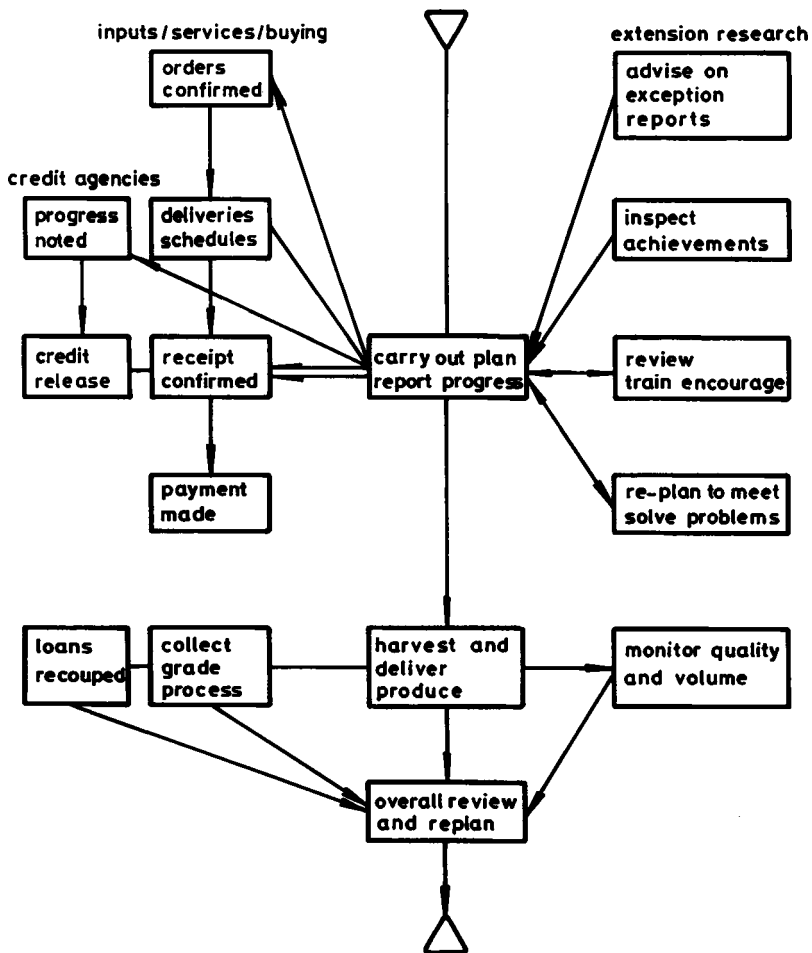 inputs/services/buying
extension research
orders
confirmed
advise on
exception
reports
credit agencies
progress
noted
deliveries
schedules
inspect
achievements
credit
release
receipt
confirmed
carry out plan
report progress
review
train encourage
payment
made
re-plan to meet
solve problems
loans
recouped
collect
grade
process
harvest and
deliver
produce
monitor quality
and volume
overall review
and replan